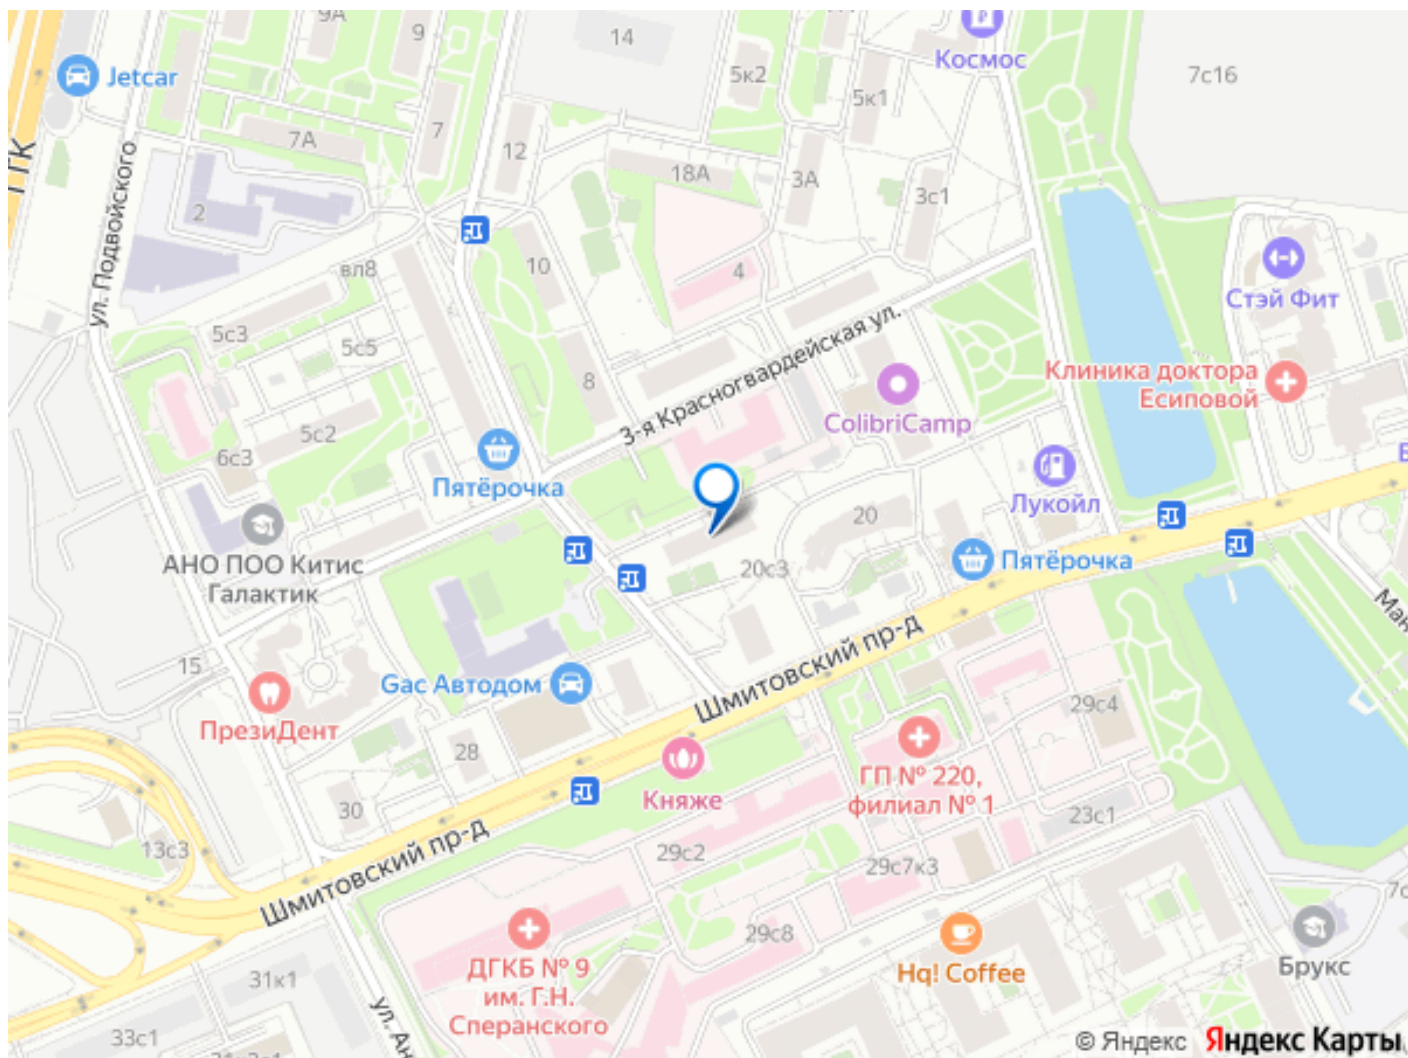 9А
9
14
Космос
Jetcar
5к2
7с16
5к1
7А
7
12
ТТК
18А
3А
3с1
2
ул. Подвойского
10
4
вл8
Стэй Фит
5с3
5с5
3-я Красногвардейская ул.
8
Клиника доктора
Есиповой
ColibriCamp
5с2
6с3
Пятёрочка
Лукойл
20
АНО ПОО Китис
Галактик
20с3
Пятёрочка
Шмитовский пр-д
15
Gac Автодом
ПрезиДент
29с4
28
ГП № 220,
филиал № 1
Княже
30
23с1
13с3
Шмитовский пр-д
29с2
29с7к3
29с8
ДГКБ № 9
им. Г.Н.
Сперанского
Hq! Coffee
Брукс
31к1
33с1
© Яндекс Яндекс Карты